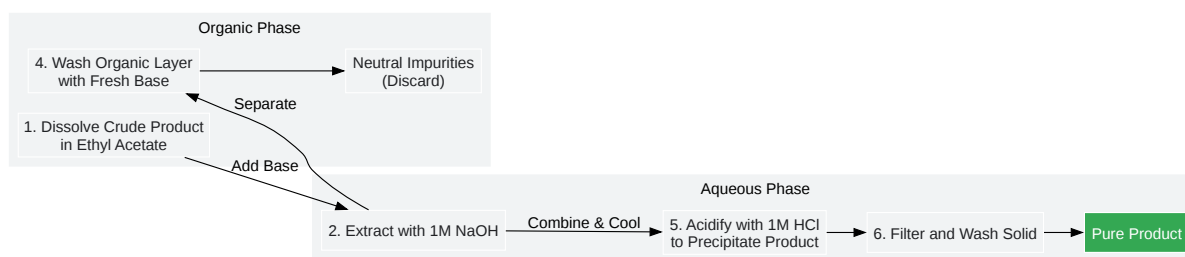 Organic Phase
4. Wash Organic Layer
with Fresh Base
Neutral Impurities
(Discard)
Separate
1. Dissolve Crude Product
in Ethyl Acetate
Add Base
Aqueous Phase
2. Extract with 1M NaOH
Combine & Cool
5. Acidify with 1M HCl
to Precipitate Product
6. Filter and Wash Solid
Pure Product